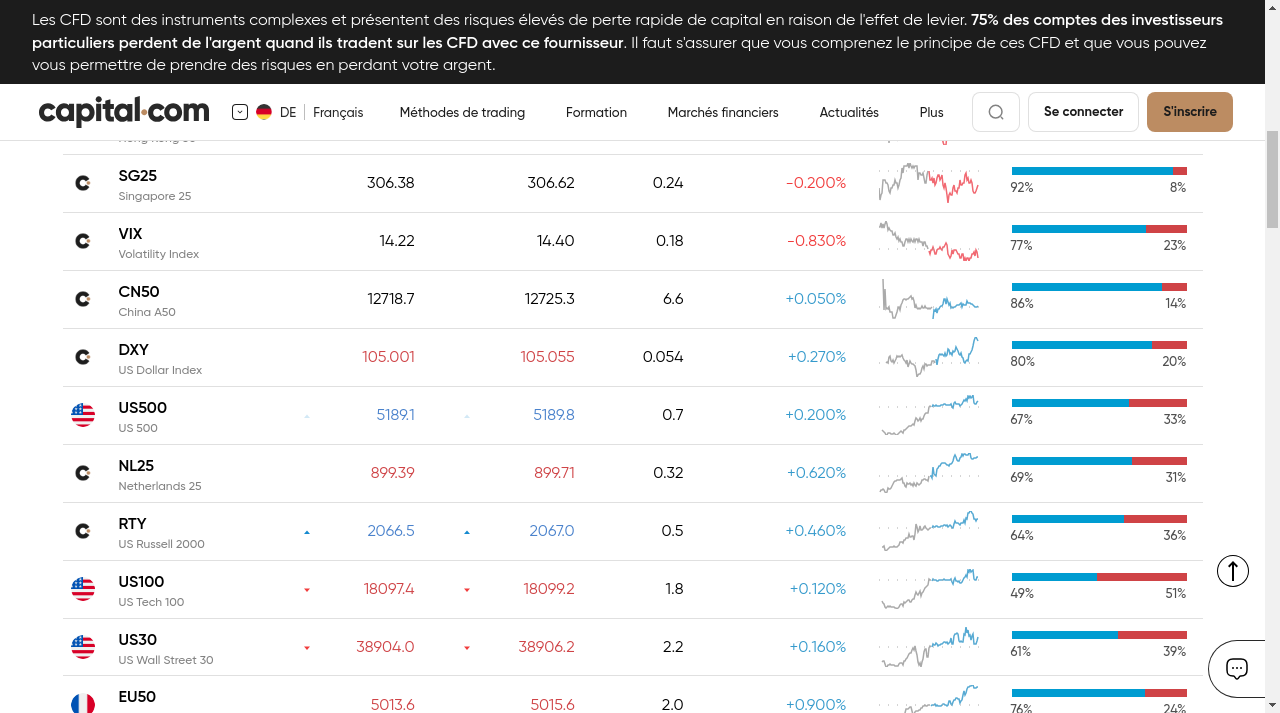 Les CFD sont des instruments complexes et présentent des risques élevés de perte rapide de capital en raison de l'effet de levier. 75% des comptes des investisseurs
particuliers perdent de l'argent quand ils tradent sur les CFD avec ce fournisseur. Il faut s'assurer que vous comprenez le principe de ces CFD et que vous pouvez
vous permettre de prendre des risques en perdant votre argent.
capital.com DE Français Méthodes de trading Formation Marchés financiers Actualités Plus Se connecter S'inscrire
SG25 306.38 306.62 0.24 -0.200%
Singapore 25 92% 8%
VIX 14.22 14.40 0.18 -0.830%
Volatility Index 77% 23%
CN50 12718.7 12725.3 6.6 +0.050%
China A50 86% 14%
DXY 105.001 105.055 0.054 +0.270%
US Dollar Index 80% 20%
US500 5189.1 5189.8 0.7 +0.200%
US 500 67% 33%
NL25 899.39 899.71 0.32 +0.620%
Netherlands 25 69% 31%
RTY 2066.5 2067.0 0.5 +0.460%
US Russell 2000 64% 36%
US100 18097.4 18099.2 1.8 +0.120%
US Tech 100 49% 51%
US30 38904.0 38906.2 2.2 +0.160%
US Wall Street 30 61% 39%
EU50 5013.6 5015.6 2.0 +0.900%
76% 24%